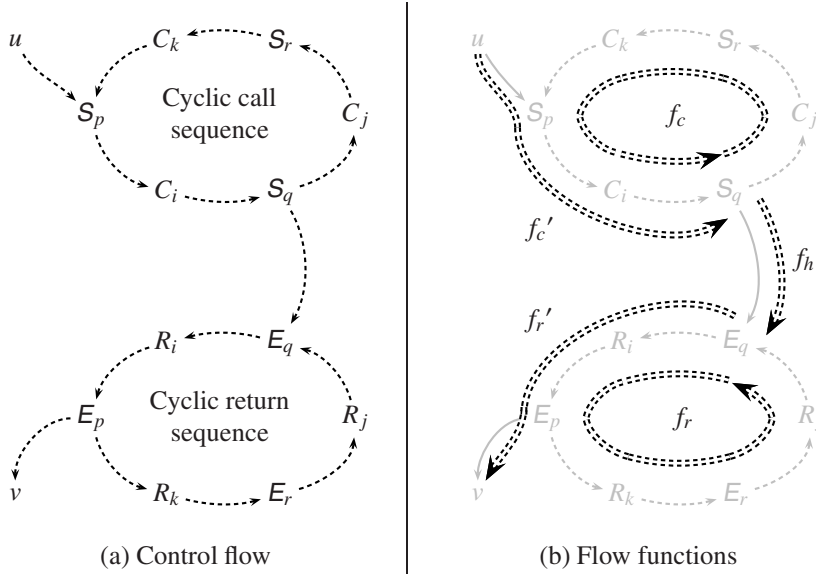 u
C_k
S_r
S_p
Cyclic call
sequence
C_j
C_i
S_q
E_q
R_i
E_p
Cyclic return
sequence
R_j
v
R_k
E_r
(a) Control flow
u
C_k
S_r
S_p
f_c
C_j
C_i
S_q
f_c′
f_h
f_r′
R_i
E_q
E_p
f_r
R_j
v
R_k
E_r
(b) Flow functions